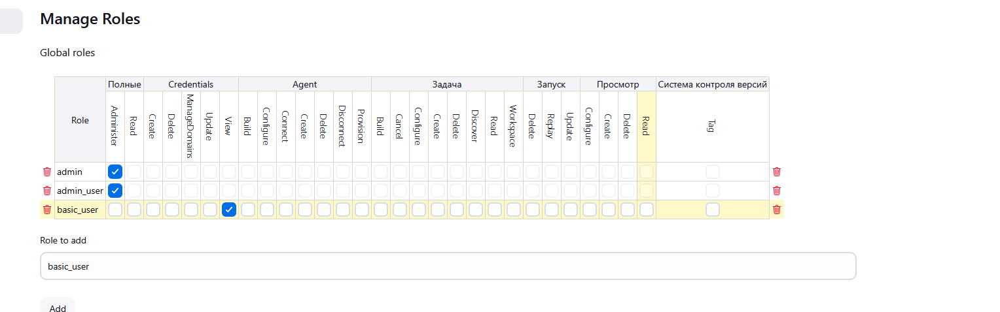 Manage Roles
Global roles
Role Полные Credentials Agent Задача Запуск Просмотр Система контроля версий
Administer Read Create Delete ManageDomains Update View Build Configure Connect Create Delete Disconnect Provision Build Cancel Configure Create Delete Discover Read Workspace Delete Replay Update Configure Create Delete Read Tag
admin
admin_user
basic_user
Role to add
basic_user
Add